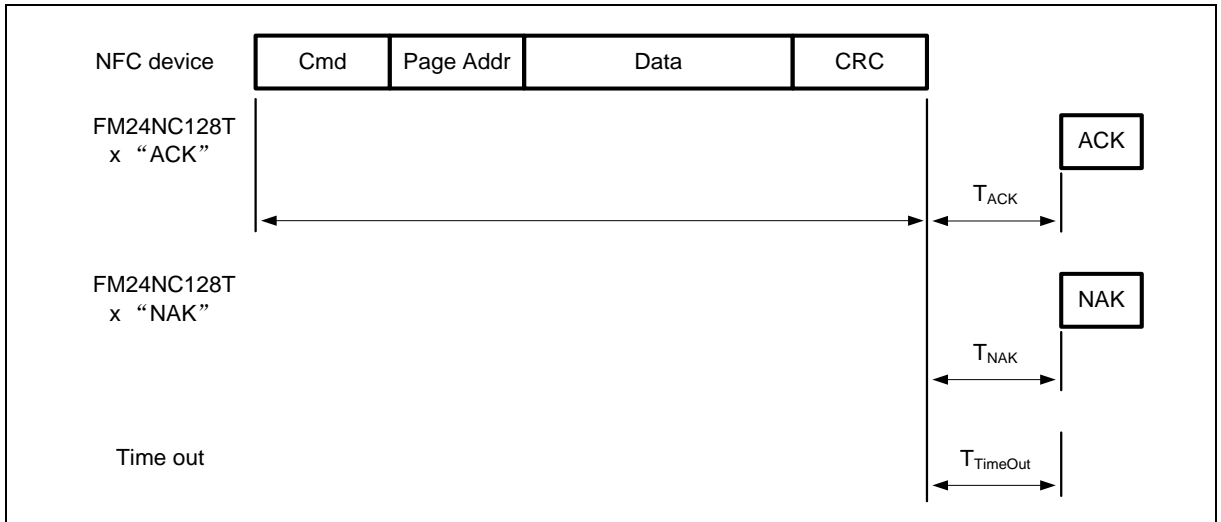 NFC device Cmd Page Addr Data CRC
FM24NC128T
x “ACK”
ACK
TACK
FM24NC128T
x “NAK”
NAK
TNAK
Time out
TTimeOut